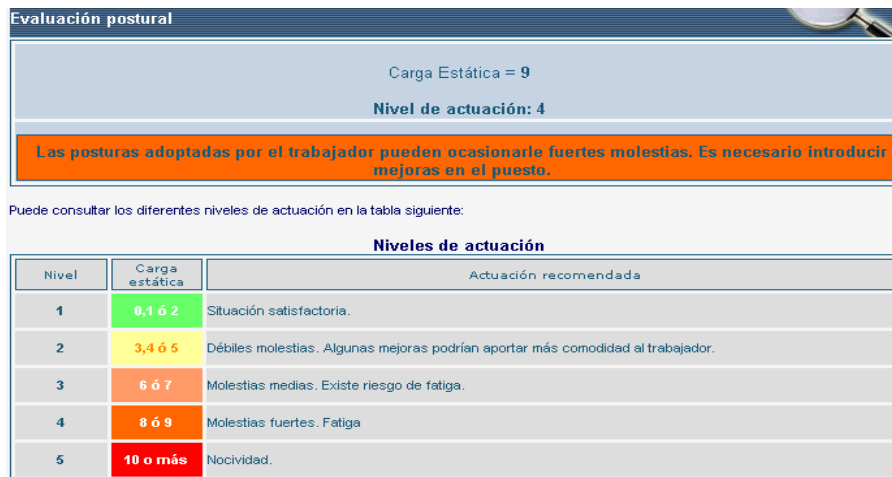 Evaluación postural
Carga Estática = 9
Nivel de actuación: 4
Las posturas adoptadas por el trabajador pueden ocasionarle fuertes molestias. Es necesario introducir
mejoras en el puesto.
Puede consultar los diferentes niveles de actuación en la tabla siguiente:
Niveles de actuación
Nivel Carga estática Actuación recomendada
1 0,1 ó 2 Situación satisfactoria.
2 3,4 ó 5 Débiles molestias. Algunas mejoras podrían aportar más comodidad al trabajador.
3 6 ó 7 Molestias medias. Existe riesgo de fatiga.
4 8 ó 9 Molestias fuertes. Fatiga
5 10 o más Nocividad.